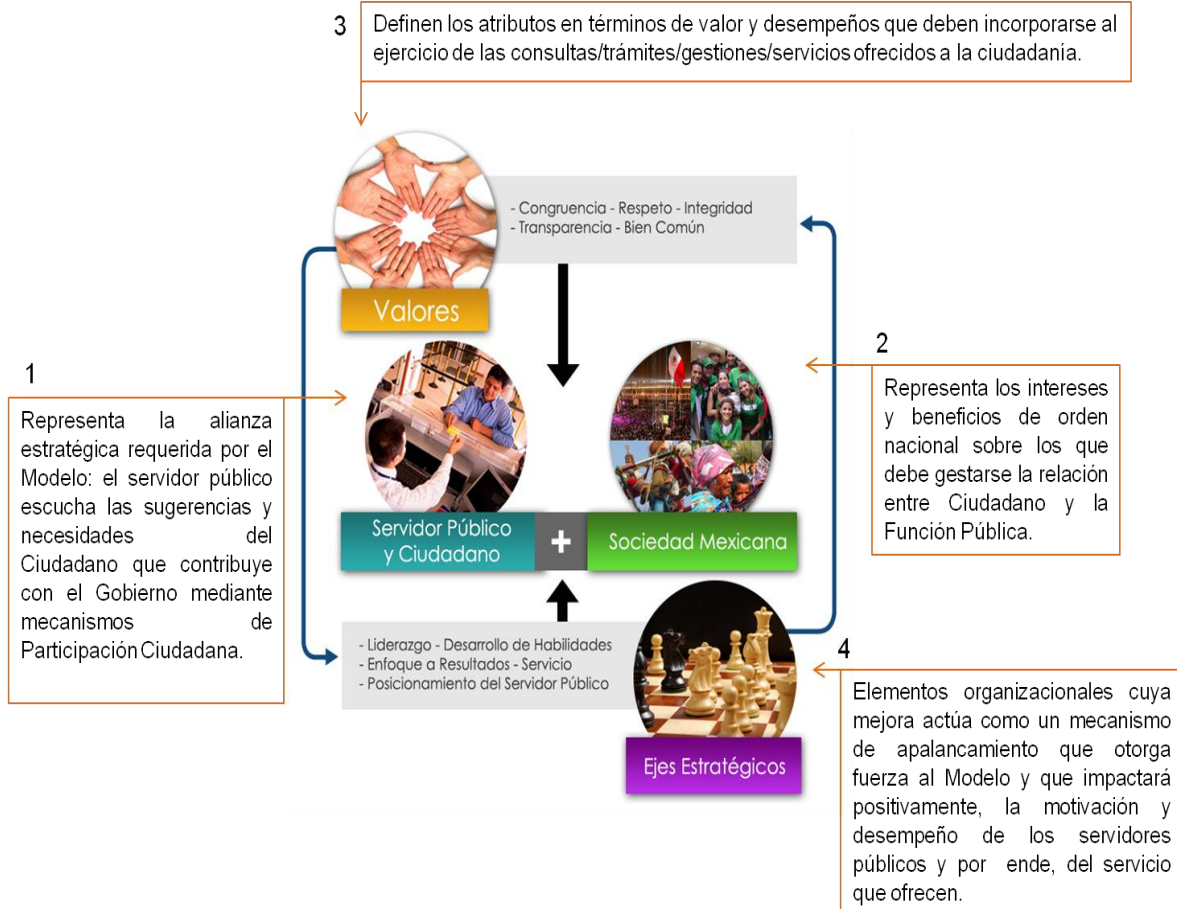 3
Definen los atributos en términos de valor y desempeños que deben incorporarse al
ejercicio de las consultas/trámites/gestiones/servicios ofrecidos a la ciudadanía.
- Congruencia - Respeto - Integridad
- Transparencia - Bien Común
Valores
1
Representa la alianza
estratégica requerida por el
Modelo: el servidor público
escucha las sugerencias y
necesidades del
Ciudadano que contribuye
con el Gobierno mediante
mecanismos de
Participación Ciudadana.
2
Representa los intereses
y beneficios de orden
nacional sobre los que
debe gestarse la relación
entre Ciudadano y la
Función Pública.
Servidor Público
y Ciudadano
+
Sociedad Mexicana
- Liderazgo - Desarrollo de Habilidades
- Enfoque a Resultados - Servicio
- Posicionamiento del Servidor Público
Ejes Estratégicos
4
Elementos organizacionales cuya
mejora actúa como un mecanismo
de apalancamiento que otorga
fuerza al Modelo y que impactará
positivamente, la motivación y
desempeño de los servidores
públicos y por ende, del servicio
que ofrecen.